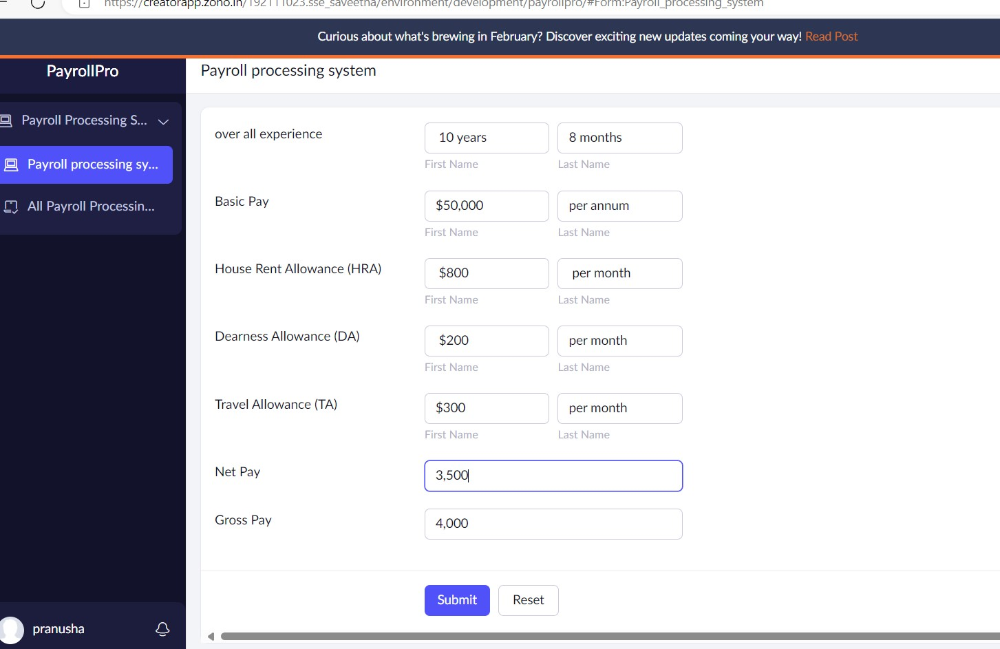 https://creatorapp.zoho.in/192111023.sse_saveetha/environment/development/payrollpro/#Form:Payroll_processing_system
Curious about what's brewing in February? Discover exciting new updates coming your way! Read Post
PayrollPro
Payroll processing system
Payroll Processing S...
Payroll processing sy...
All Payroll Processin...
over all experience
10 years
8 months
First Name
Last Name
Basic Pay
$50,000
per annum
First Name
Last Name
House Rent Allowance (HRA)
$800
per month
First Name
Last Name
Dearness Allowance (DA)
$200
per month
First Name
Last Name
Travel Allowance (TA)
$300
per month
First Name
Last Name
Net Pay
3,500
Gross Pay
4,000
Submit
Reset
pranusha